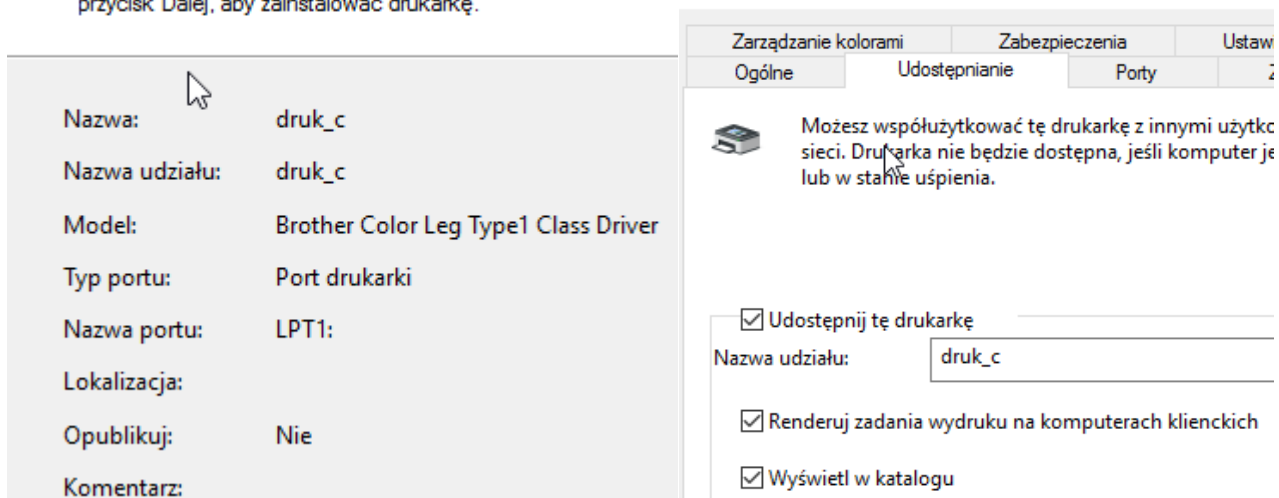 przycisk Dalej, aby zainstalować drukarkę.
Nazwa: druk_c
Nazwa udziału: druk_c
Model: Brother Color Leg Type1 Class Driver
Typ portu: Port drukarki
Nazwa portu: LPT1:
Lokalizacja:
Opublikuj: Nie
Komentarz:
Zarządzanie kolorami Zabezpieczenia Ustawi
Ogólne Udostępnianie Porty
Możesz współużytkować tę drukarkę z innymi użytko
sieci. Drukarka nie będzie dostępna, jeśli komputer je
lub w stanie uśpienia.
Udostępnij tę drukarkę
Nazwa udziału: druk_c
Renderuj zadania wydruku na komputerach klienckich
Wyświetl w katalogu